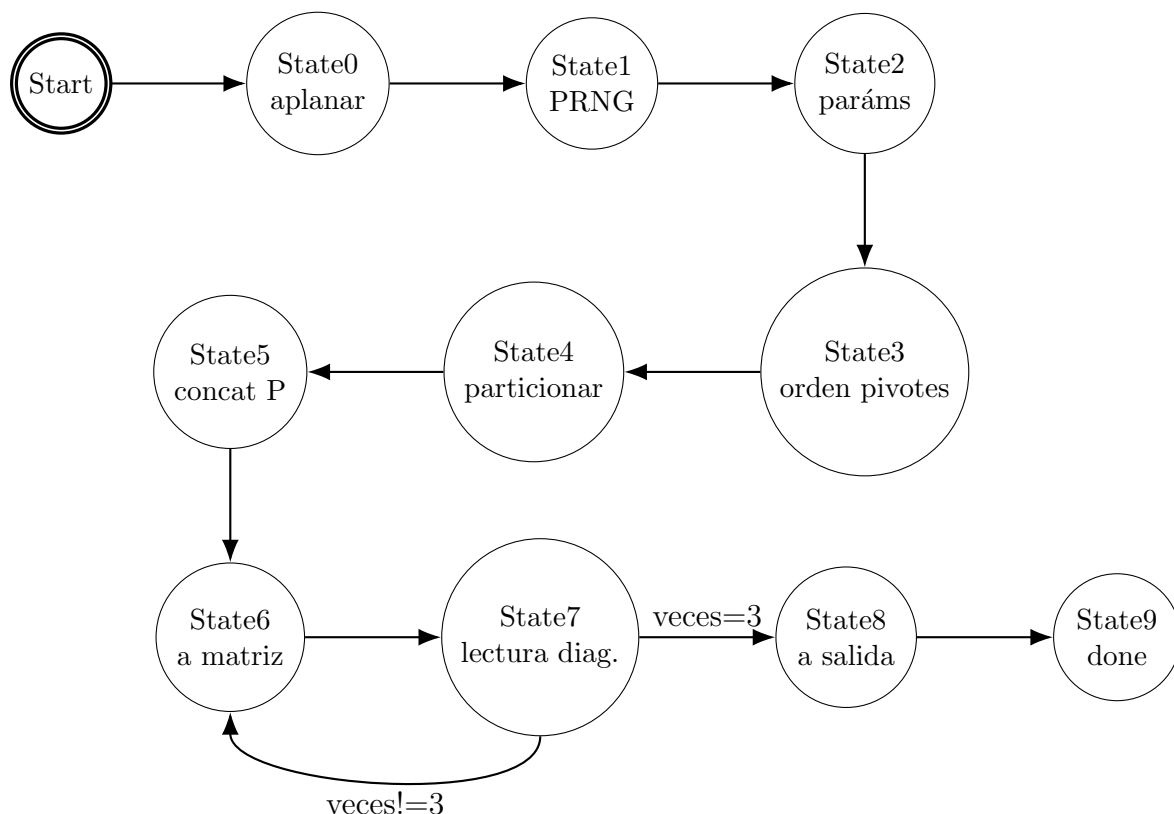 Start
State0
aplanar
State1
PRNG
State2
paráms
State3
orden pivotes
State4
particionar
State5
concat P
State6
a matriz
State7
lectura diag.
veces=3
State8
a salida
State9
done
veces!=3